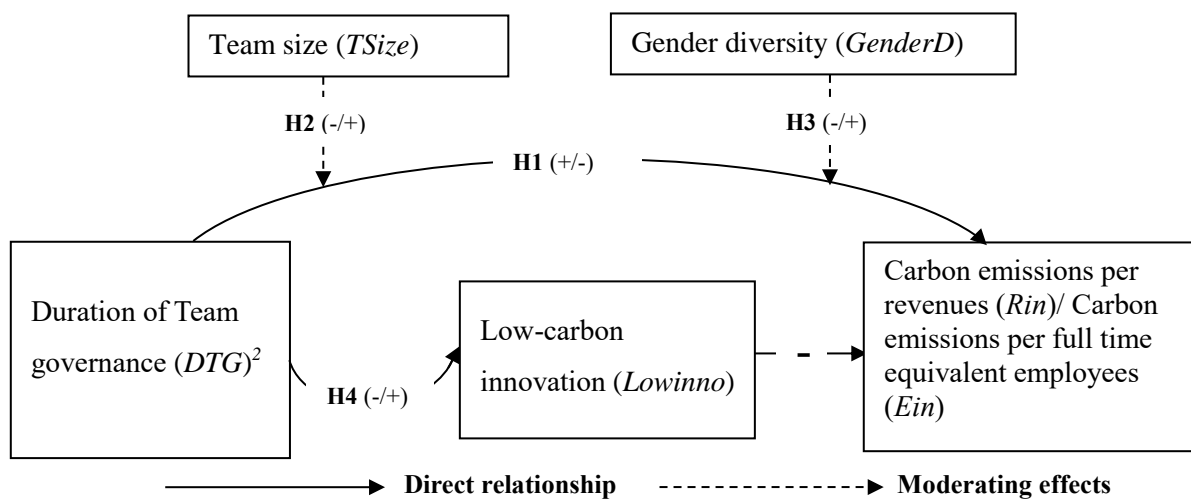 Team size (TSize)
Gender diversity (GenderD)
H2 (-/+)
H3 (-/+)
H1 (+/-)
Duration of Team
governance (DTG)²
H4 (-/+)
Low-carbon
innovation (Lowinno)
-
Carbon emissions per
revenues (Rin)/ Carbon
emissions per full time
equivalent employees
(Ein)
Direct relationship
Moderating effects